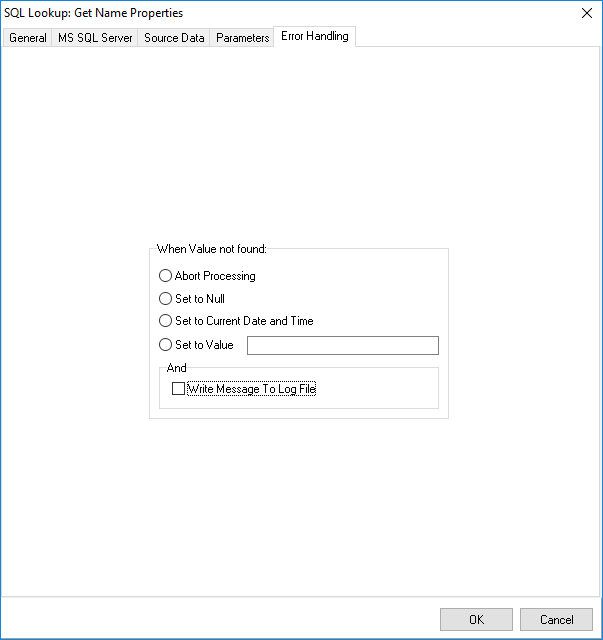 SQL Lookup: Get Name Properties
General MS SQL Server Source Data Parameters Error Handling
When Value not found:
Abort Processing
Set to Null
Set to Current Date and Time
Set to Value
And
Write Message To Log File
OK Cancel